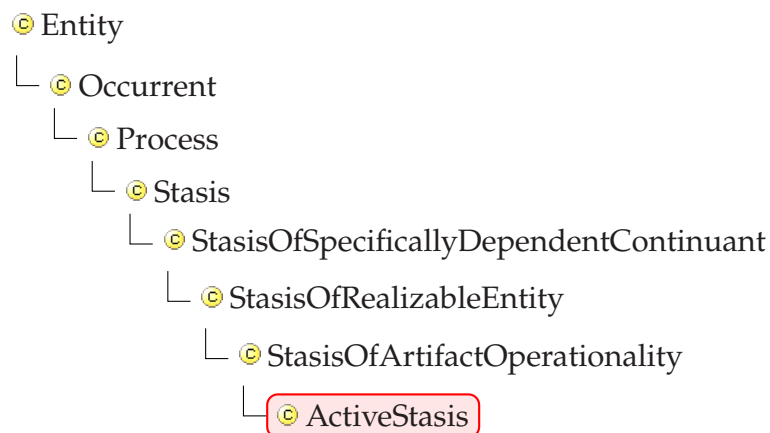 Entity
Occurrent
Process
Stasis
StasisOfSpecificallyDependentContinuant
StasisOfRealizableEntity
StasisOfArtifactOperationality
ActiveStasis